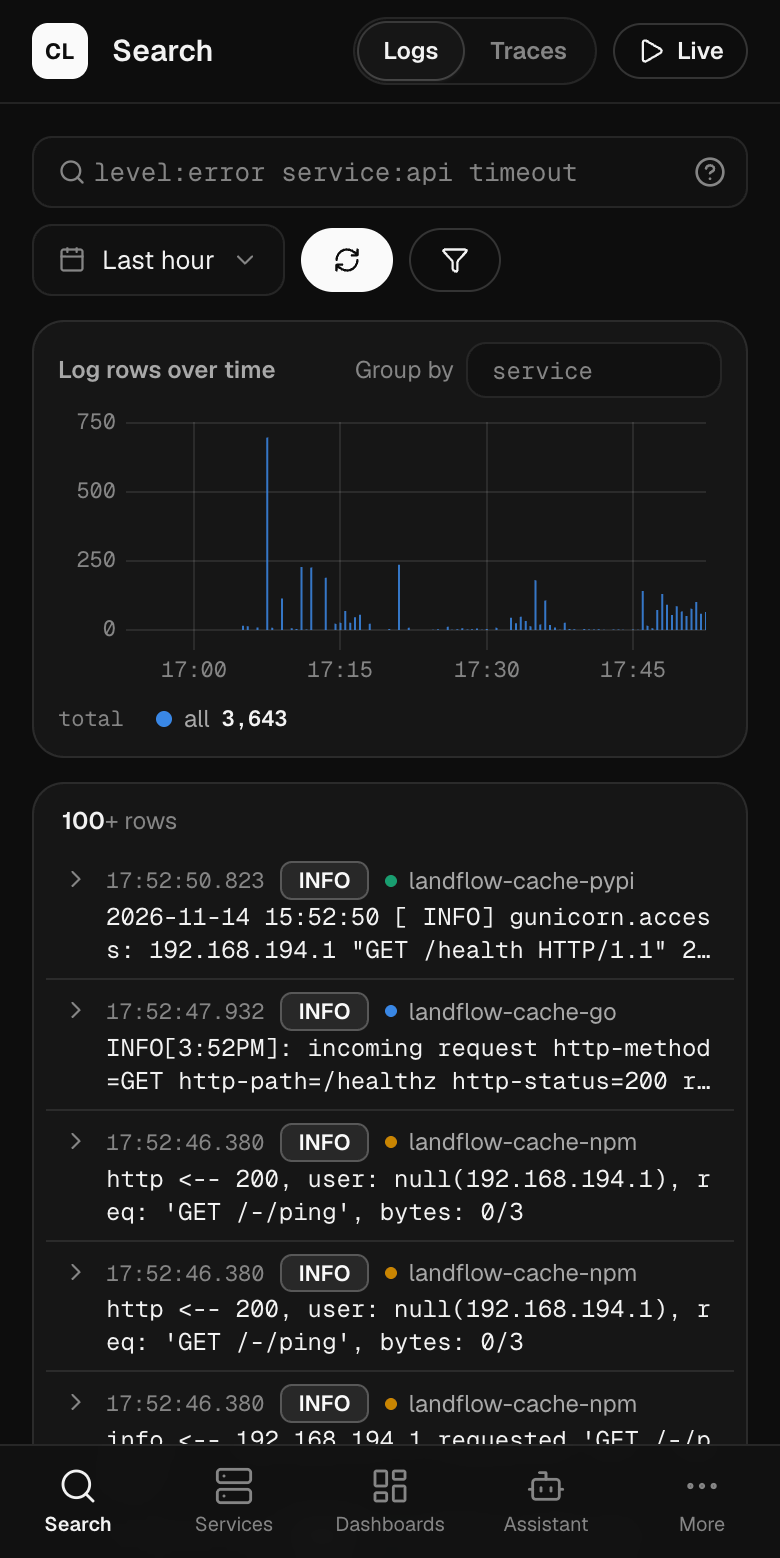 CL Search Logs Traces Live
level:error service:api timeout
Last hour
Log rows over time Group by service
750
500
250
0
17:00 17:15 17:30 17:45
total all 3,643
100+ rows
17:52:50.823 INFO landflow-cache-pypi
2026-11-14 15:52:50 [ INFO] gunicorn.acces
s: 192.168.194.1 "GET /health HTTP/1.1" 2…
17:52:47.932 INFO landflow-cache-go
INFO[3:52PM]: incoming request http-method
=GET http-path=/healthz http-status=200 r…
17:52:46.380 INFO landflow-cache-npm
http <-- 200, user: null(192.168.194.1), r
eq: 'GET /-/ping', bytes: 0/3
17:52:46.380 INFO landflow-cache-npm
http <-- 200, user: null(192.168.194.1), r
eq: 'GET /-/ping', bytes: 0/3
17:52:46.380 INFO landflow-cache-npm
info <-- 192.168.194.1 requested 'GET /-/p
Search Services Dashboards Assistant More